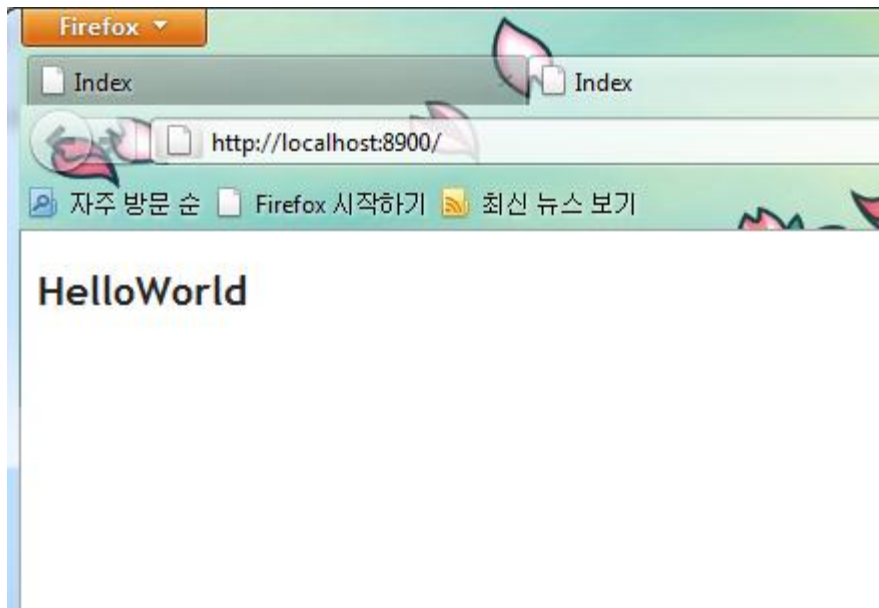 Firefox
Index Index
http://localhost:8900/
자주 방문 순 Firefox 시작하기 최신 뉴스 보기
HelloWorld